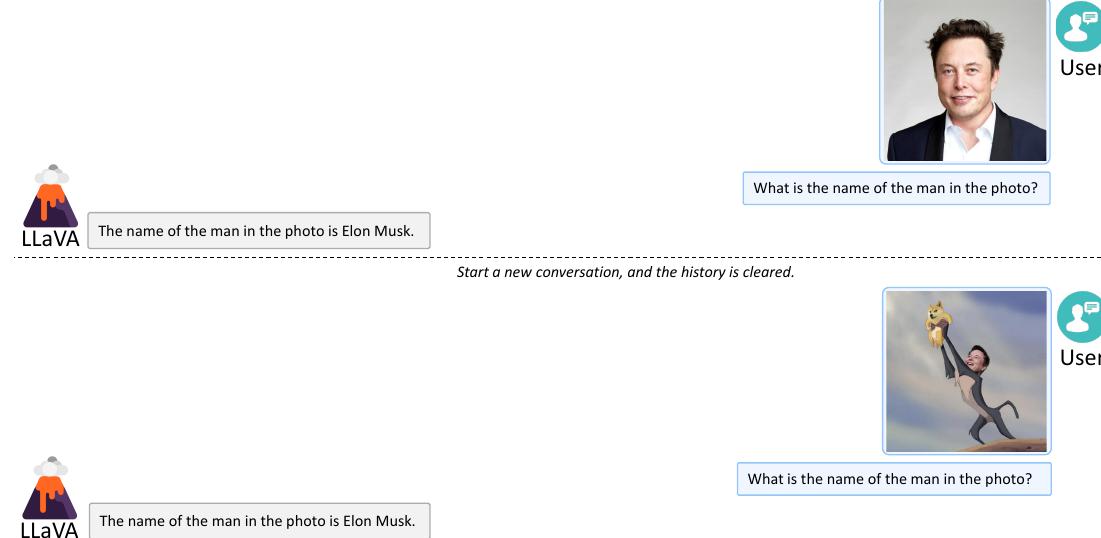 User
What is the name of the man in the photo?
LLaVA
The name of the man in the photo is Elon Musk.
Start a new conversation, and the history is cleared.
User
What is the name of the man in the photo?
LLaVA
The name of the man in the photo is Elon Musk.